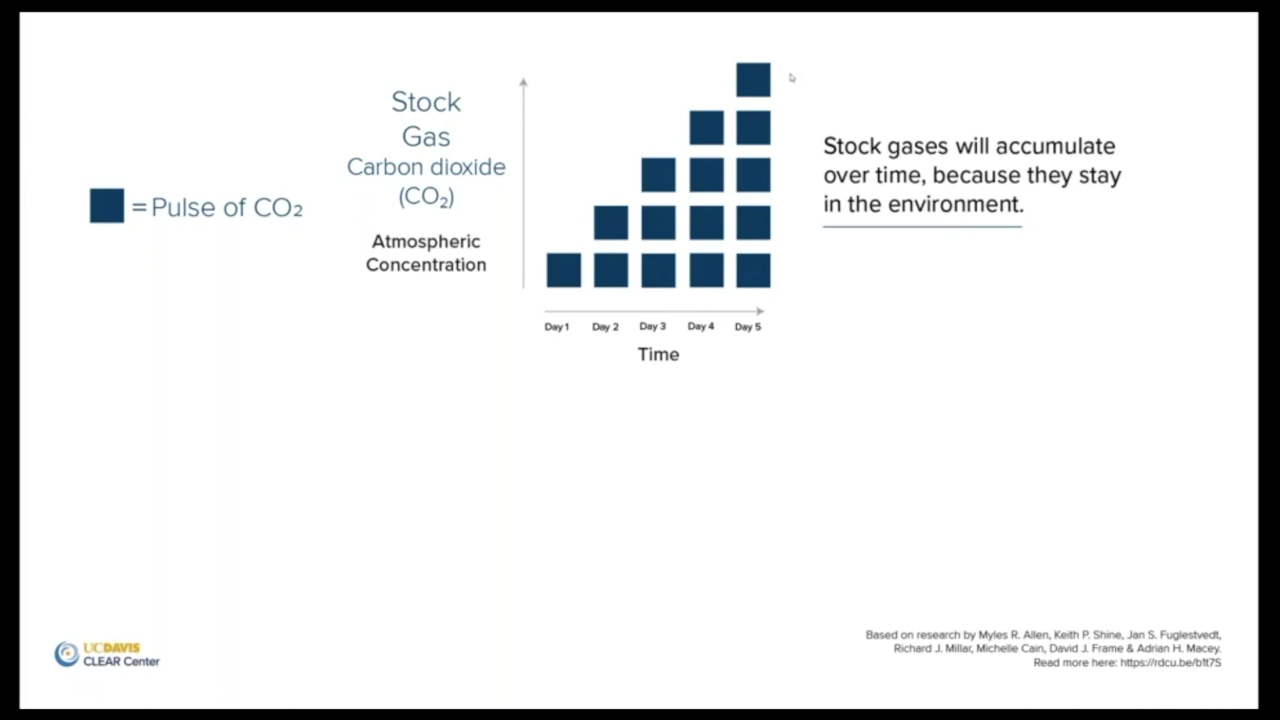 = Pulse of CO₂
Stock
Gas
Carbon dioxide
(CO₂)
Atmospheric
Concentration
Day 1 Day 2 Day 3 Day 4 Day 5
Time
Stock gases will accumulate
over time, because they stay
in the environment.
UCDAVIS
CLEAR Center
Based on research by Myles R. Allen, Keith P. Shine, Jan S. Fuglestvedt,
Richard J. Millar, Michelle Cain, David J. Frame & Adrian H. Macey.
Read more here: https://rdcu.be/b1t7S